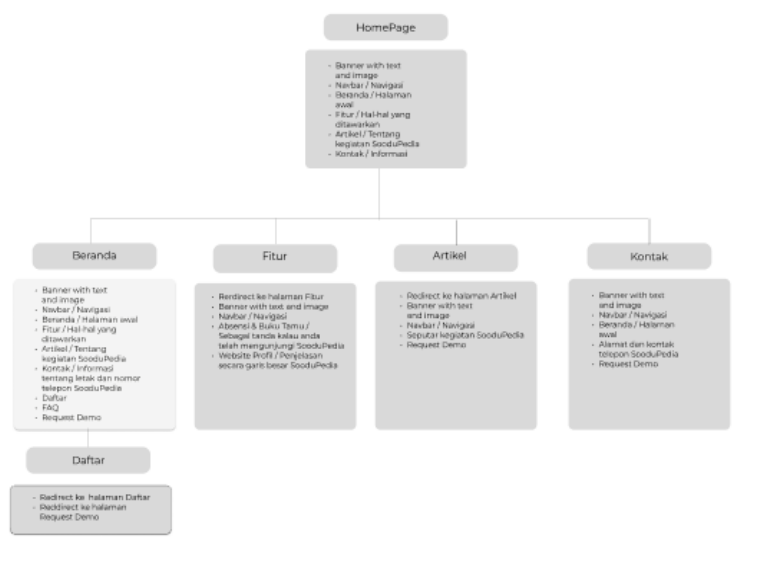 HomePage
- Banner with text
and image
- Navbar / Navigasi
- Beranda / Halaman
awal
- Fitur / Hal-hal yang
ditawarkan
- Artikel / Tentang
kegiatan SooduPedia
- Kontak / Informasi
Beranda
- Banner with text
and image
- Navbar / Navigasi
- Beranda / Halaman awal
- Fitur / Hal-hal yang
ditawarkan
- Artikel / Tentang
kegiatan SooduPedia
- Kontak / Informasi
tentang letak dan nomor
telepon SooduPedia
- Daftar
- FAQ
- Request Demo
Fitur
- Rerdirect ke halaman Fitur
- Banner with text and image
- Navbar / Navigasi
- Absensi & Buku Tamu /
Sebagai tanda kalau anda
telah mengunjungi SooduPedia
- Website Profil / Penjelasan
secara garis besar SooduPedia
Artikel
- Redirect ke halaman Artikel
- Banner with text
and image
- Navbar / Navigasi
- Seputar kegiatan SooduPedia
- Request Demo
Kontak
- Banner with text
and image
- Navbar / Navigasi
- Beranda / Halaman
awal
- Alamat dan kontak
telepon SooduPedia
- Request Demo
Daftar
- Redirect ke halaman Daftar
- Reddirect ke halaman
Request Demo